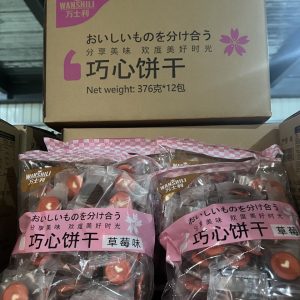 WANSHILI
万士利
おいしいものを分け合う
分享美味 欢度美好时光
巧心饼干
Net weight: 376克*12包
WANSHILI
万士利
おいしいものを分け合う
分享美味 欢度美好时光
巧心饼干
草莓味
WANSHILI
万士利
おいしいものを分け合う
分享美味 欢度美好时光
巧心饼干
草莓味